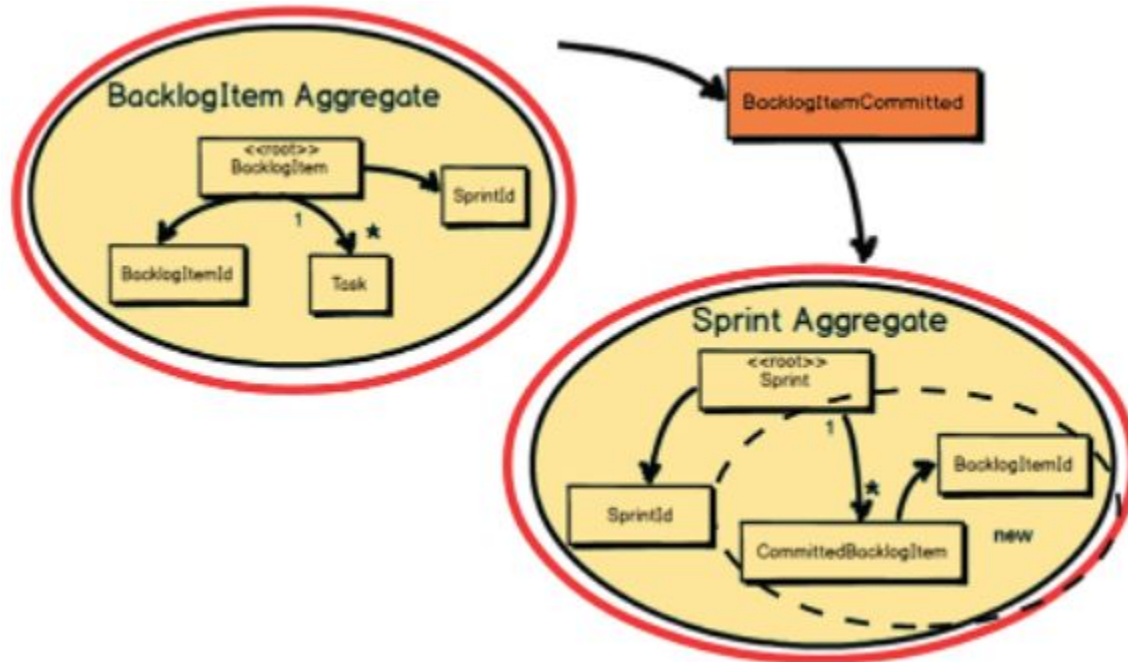 BacklogItem Aggregate
<<root>>
BacklogItem
SprintId
1
*
BacklogItemId
Task
BacklogItemCommitted
Sprint Aggregate
<<root>>
Sprint
1
*
BacklogItemId
SprintId
CommittedBacklogItem
new